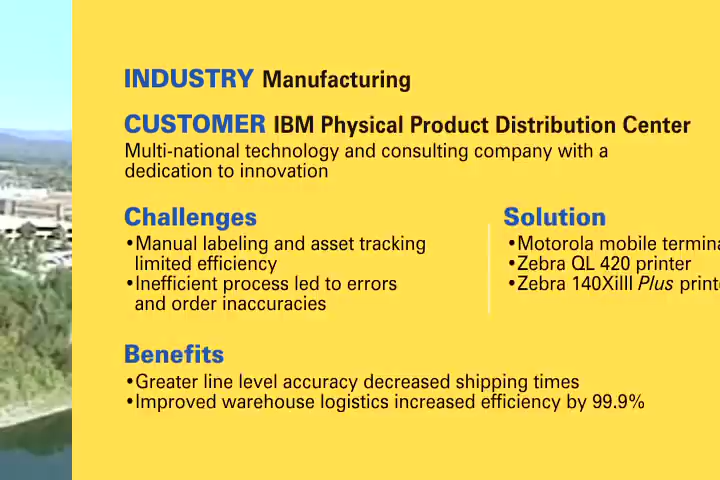 INDUSTRY Manufacturing
CUSTOMER IBM Physical Product Distribution Center
Multi-national technology and consulting company with a
dedication to innovation
Challenges
•Manual labeling and asset tracking
limited efficiency
•Inefficient process led to errors
and order inaccuracies
Solution
•Motorola mobile
•Zebra QL 420 printer
•Zebra 140XiIII Plus
Benefits
•Greater line level accuracy decreased shipping times
•Improved warehouse logistics increased efficiency by 99.9%